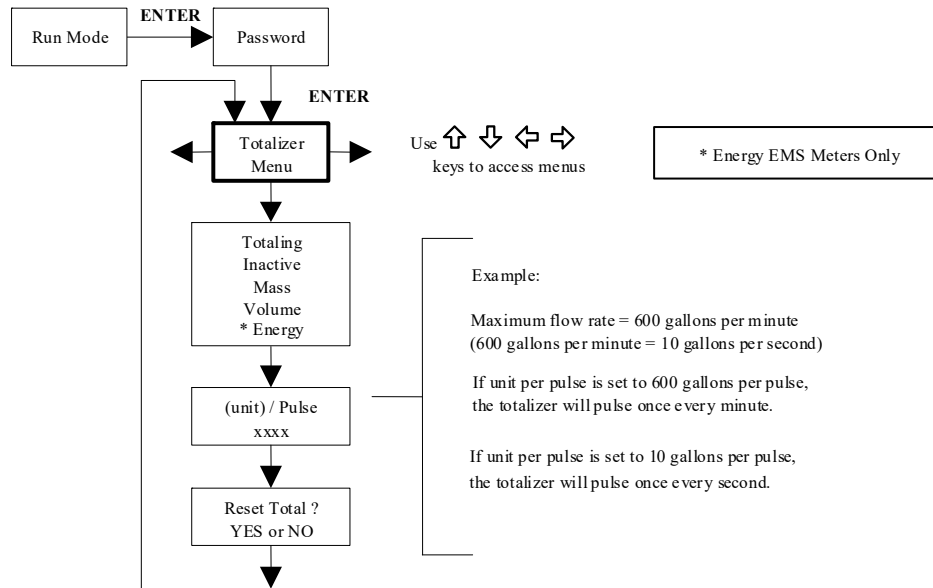 ENTER
Run Mode
Password
ENTER
Totalizer
Menu
Use
keys to access menus
* Energy EMS Meters Only
Totaling
Inactive
Mass
Volume
* Energy
(unit) / Pulse
xxxx
Reset Total ?
YES or NO
Example:
Maximum flow rate = 600 gallons per minute
(600 gallons per minute = 10 gallons per second)
If unit per pulse is set to 600 gallons per pulse,
the totalizer will pulse once every minute.
If unit per pulse is set to 10 gallons per pulse,
the totalizer will pulse once every second.